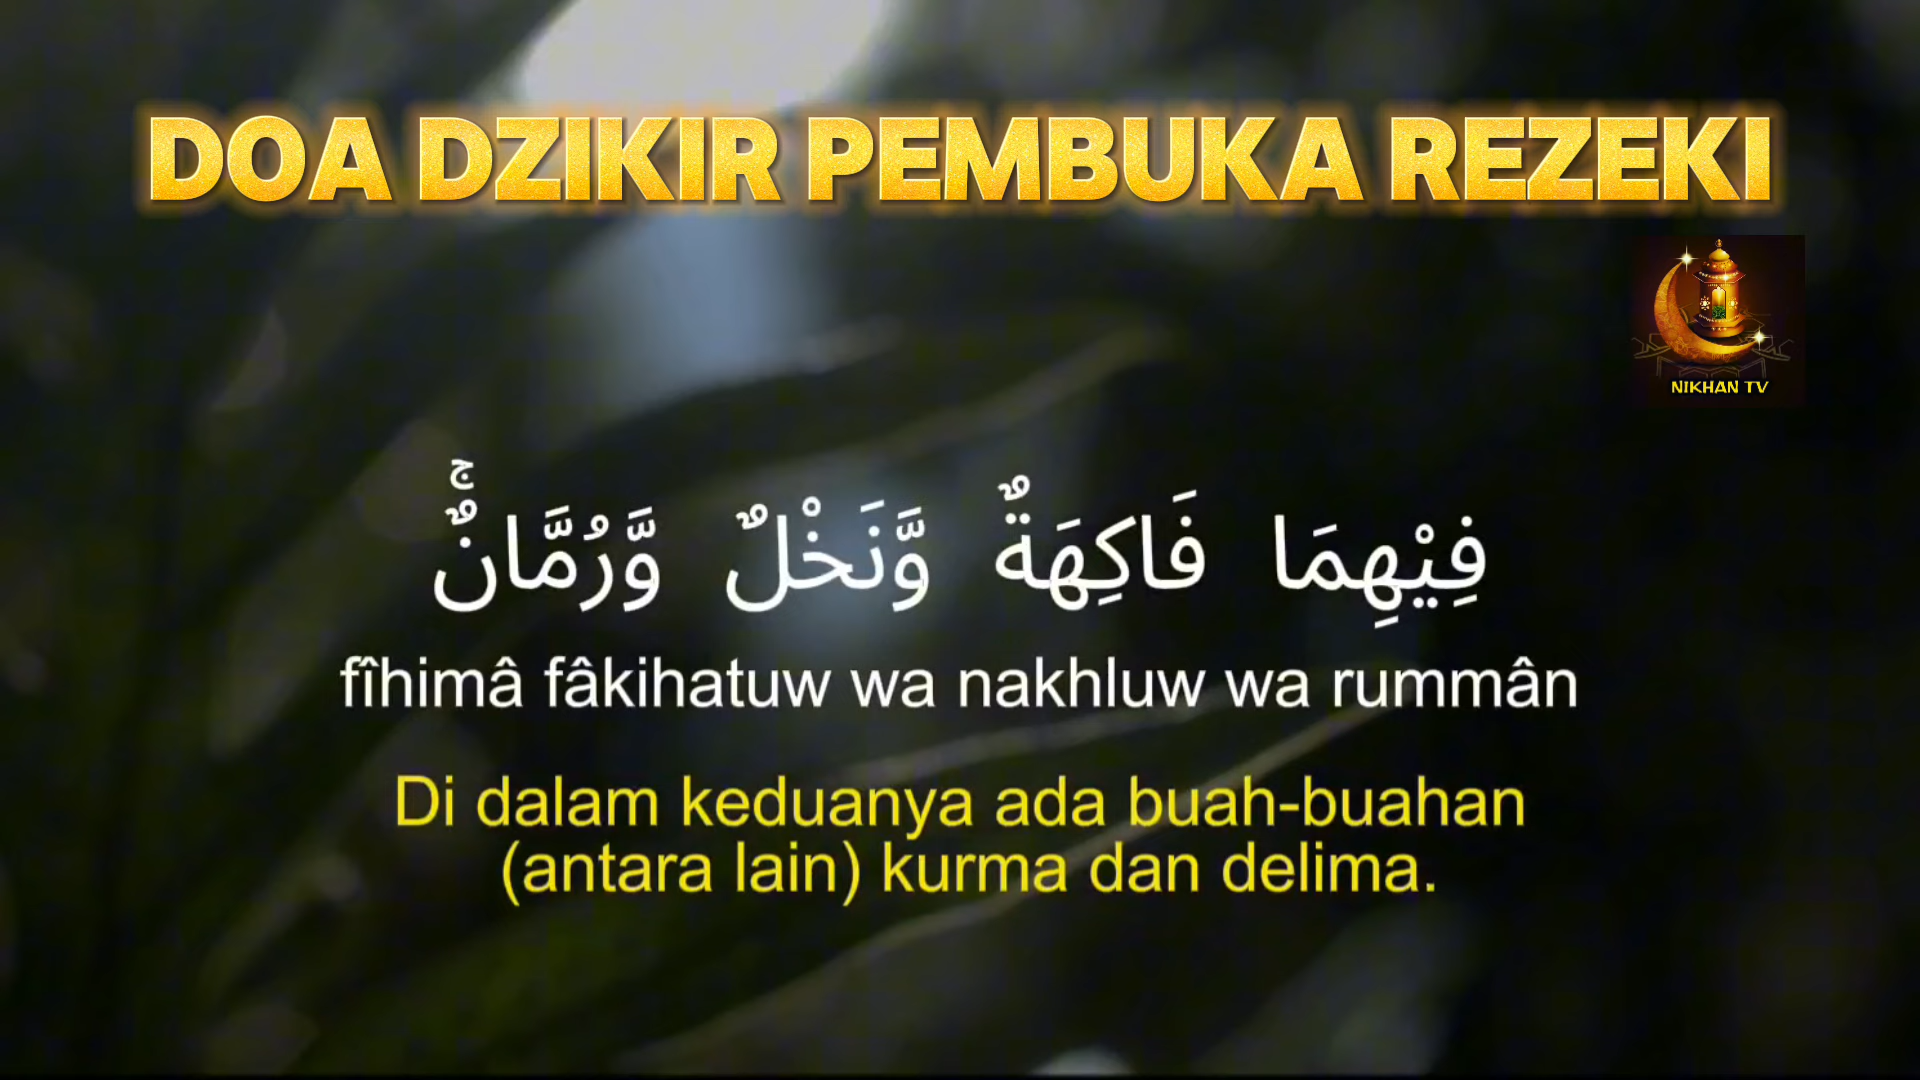 DOA DZIKIR PEMBUKA REZEKI
NIKHAN TV
فِيْهِمَا فَاكِهَةٌ وَّنَخْلٌ وَّرُمَّانٌۚ
fîhimâ fâkihatuw wa nakhluw wa rummân
Di dalam keduanya ada buah-buahan
(antara lain) kurma dan delima.